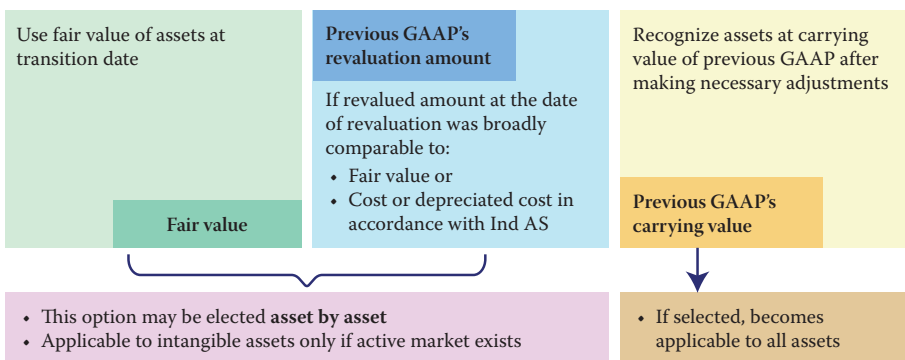 Use fair value of assets at
transition date
Fair value
Previous GAAP's
revaluation amount
If revalued amount at the date
of revaluation was broadly
comparable to:
• Fair value or
• Cost or depreciated cost in
accordance with Ind AS
Recognize assets at carrying
value of previous GAAP after
making necessary adjustments
Previous GAAP's
carrying value
• This option may be elected asset by asset
• Applicable to intangible assets only if active market exists
• If selected, becomes
applicable to all assets